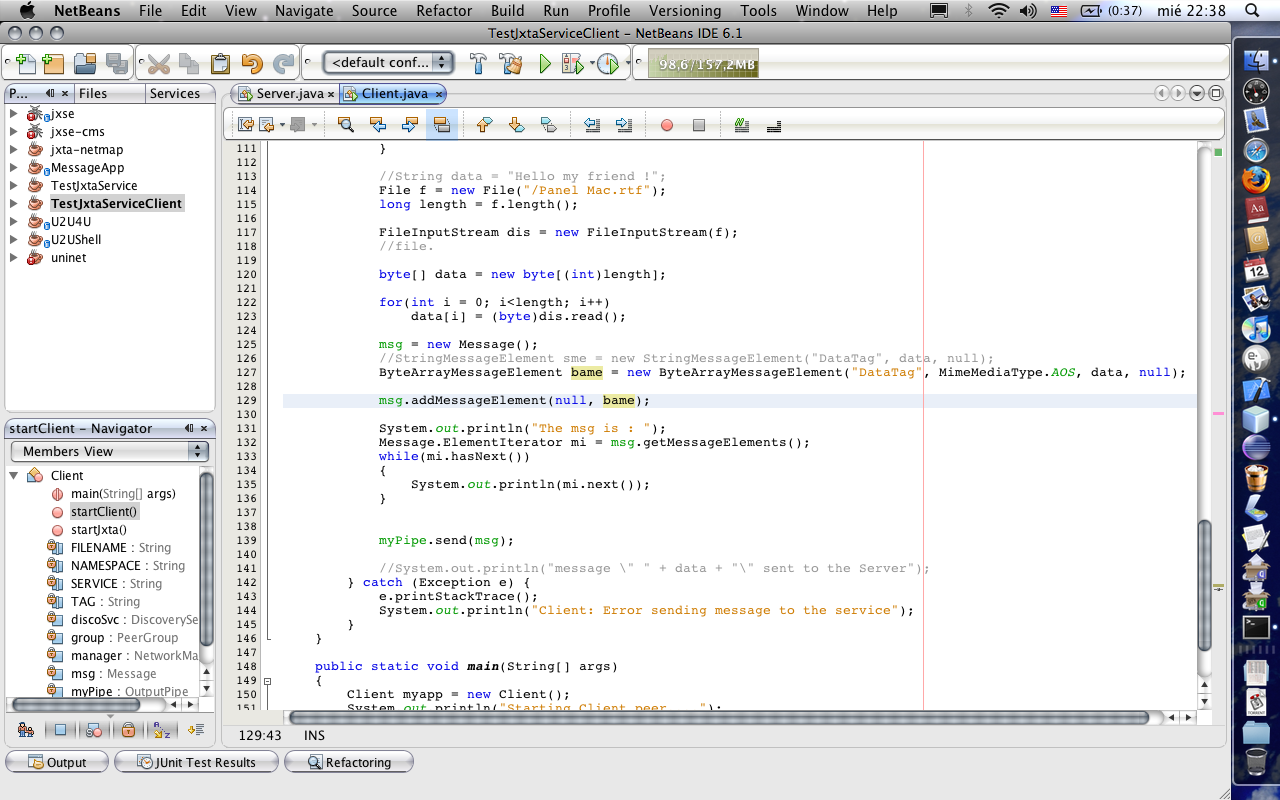 NetBeans File Edit View Navigate Source Refactor Build Run Profile Versioning Tools Window Help (0:37) mié 22:38
TestJxtaServiceClient - NetBeans IDE 6.1
<default conf... 98,6/157,2MB
P... Files Services
Server.java Client.java
jxse
jxse-cms
jxta-netmap
MessageApp
TestJxtaService
TestJxtaServiceClient
U2U4U
U2UShell
uninet
111 }
112
113 //String data = "Hello my friend !";
114 File f = new File("/Panel Mac.rtf");
115 long length = f.length();
116
117 FileInputStream dis = new FileInputStream(f);
118 //file.
119
120 byte[] data = new byte[(int)length];
121
122 for(int i = 0; i<length; i++)
123 data[i] = (byte)dis.read();
124
125 msg = new Message();
126 //StringMessageElement sme = new StringMessageElement("DataTag", data, null);
127 ByteArrayMessageElement bame = new ByteArrayMessageElement("DataTag", MimeMediaType.AOS, data, null);
128
129 msg.addMessageElement(null, bame);
130
131 System.out.println("The msg is : ");
132 Message.ElementIterator mi = msg.getMessageElements();
133 while(mi.hasNext())
134 {
135 System.out.println(mi.next());
136 }
137
138
139 myPipe.send(msg);
140
141 //System.out.println("message \" " + data + "\" sent to the Server");
142 } catch (Exception e) {
143 e.printStackTrace();
144 System.out.println("Client: Error sending message to the service");
145 }
146 }
147
148 public static void main(String[] args)
149 {
150 Client myapp = new Client();
151 System.out.println("Starting Client peer ....");
startClient - Navigator
Members View
Client
main(String[] args)
startClient()
startJxta()
FILENAME : String
NAMESPACE : String
SERVICE : String
TAG : String
discoSvc : DiscoverySe
group : PeerGroup
manager : NetworkMa
msg : Message
myPipe : OutputPipe
129:43 INS
Output JUnit Test Results Refactoring
Aa
12